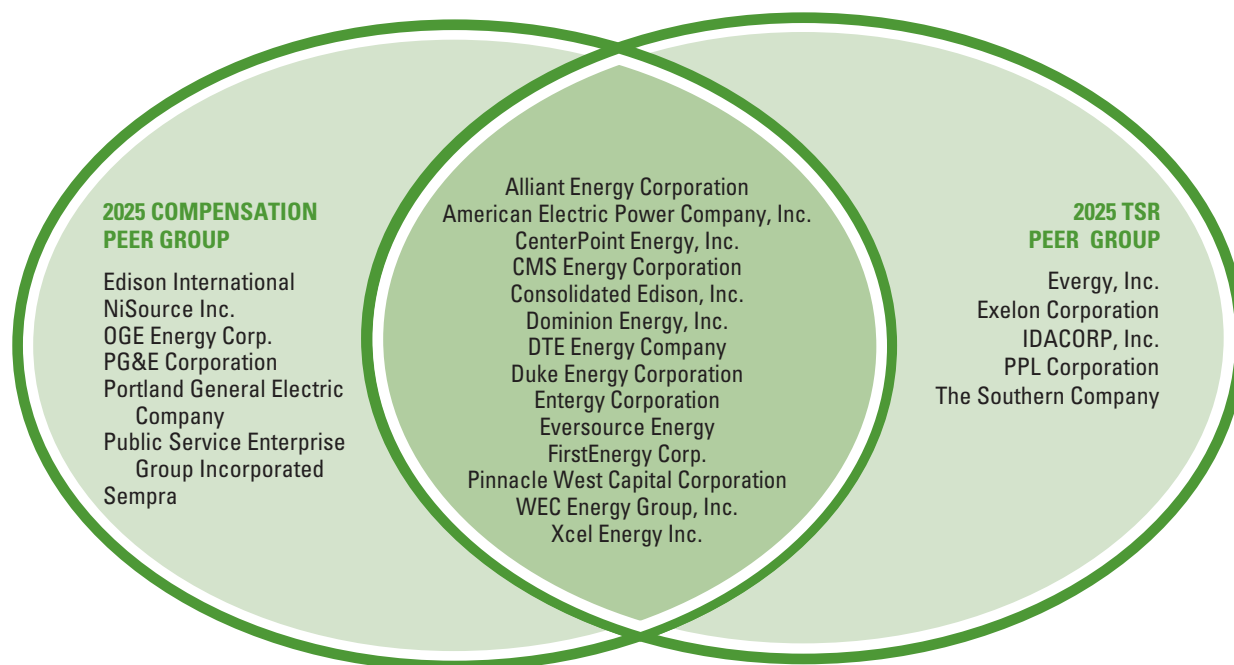 2025 COMPENSATION
PEER GROUP
Edison International
NiSource Inc.
OGE Energy Corp.
PG&E Corporation
Portland General Electric
Company
Public Service Enterprise
Group Incorporated
Sempra
Alliant Energy Corporation
American Electric Power Company, Inc.
CenterPoint Energy, Inc.
CMS Energy Corporation
Consolidated Edison, Inc.
Dominion Energy, Inc.
DTE Energy Company
Duke Energy Corporation
Entergy Corporation
Eversource Energy
FirstEnergy Corp.
Pinnacle West Capital Corporation
WEC Energy Group, Inc.
Xcel Energy Inc.
2025 TSR
PEER GROUP
Evergy, Inc.
Exelon Corporation
IDACORP, Inc.
PPL Corporation
The Southern Company